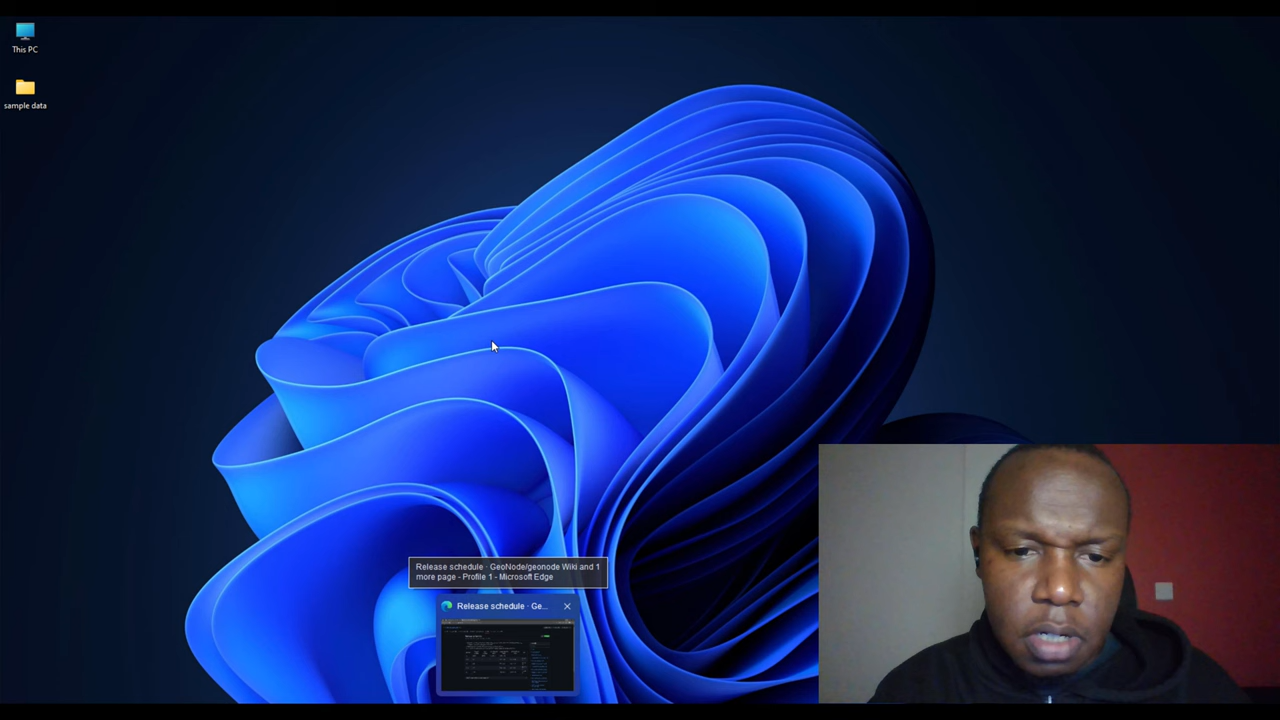 This PC
sample data
Release schedule · GeoNode/geonode Wiki and 1
more page - Profile 1 - Microsoft Edge
Release schedule · Ge...